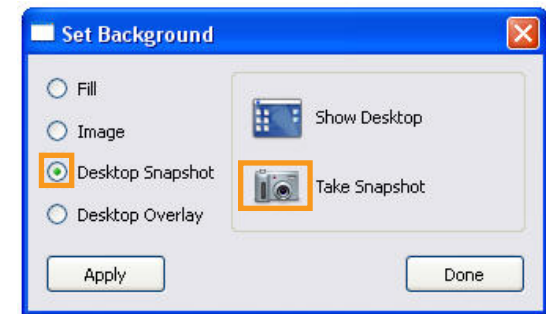 Set Background
Fill
Image
Desktop Snapshot
Desktop Overlay
Show Desktop
Take Snapshot
Apply
Done